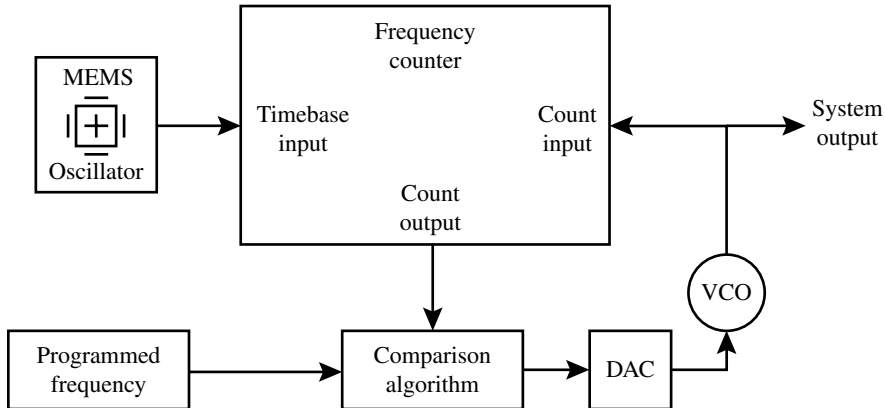 Frequency
counter
MEMS
Oscillator
Timebase
input
Count
input
System
output
Count
output
VCO
Programmed
frequency
Comparison
algorithm
DAC